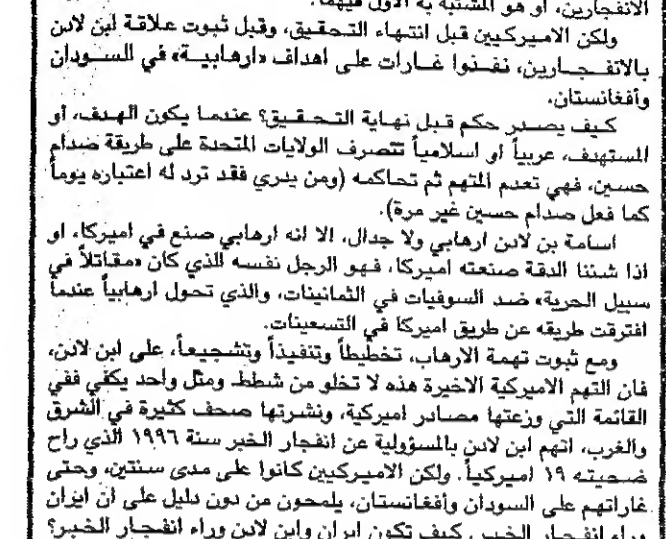 الانفجارين، او هو المشتبه به الاول فيهما.
ولكن الاميركيين قبل انتهاء التحقيق، وقبل ثبوت علاقة ابن لادن
بالانفجارين، نفذوا غارات على اهداف «ارهابية» في السودان
وأفغانستان.
كيف يصدر حكم قبل نهاية التحقيق؟ عندما يكون الهدف، أو
المستهدف، عربياً او اسلامياً تتصرف الولايات المتحدة على طريقة صدام
حسين، فهي تعدم المتهم ثم تحاكمه (ومن يدري فقد ترد له اعتباره يوماً
كما فعل صدام حسين غير مرة).
اسامة بن لادن ارهابي ولا جدال، الا انه ارهابي صنع في اميركا، او
اذا شئنا الدقة صنعته اميركا، فهو الرجل نفسه الذي كان «مقاتلاً في
سبيل الحرية» ضد السوفيات في الثمانينات، والذي تحول ارهابياً عندما
افترقت طريقه عن طريق اميركا في التسعينات.
ومع ثبوت تهمة الارهاب، تخطيطاً وتنفيذاً وتشجيعاً، على ابن لادن،
فان التهم الاميركية الاخيرة هذه لا تخلو من شطط. ومثل واحد يكفي ففي
القائمة التي وزعتها مصادر اميركية، ونشرتها صحف كثيرة في الشرق
والغرب، اتهم ابن لادن بالمسؤولية عن انفجار الخبر سنة ١٩٩٦ الذي راح
ضحيته ١٩ اميركياً. ولكن الاميركيين كانوا على مدى سنتين، وحتى
غاراتهم على السودان وأفغانستان، يلمحون من دون دليل على ان ايران
وراء انفجار الخبر. كيف تكون ايران وابن لادن وراء انفجار الخبر؟